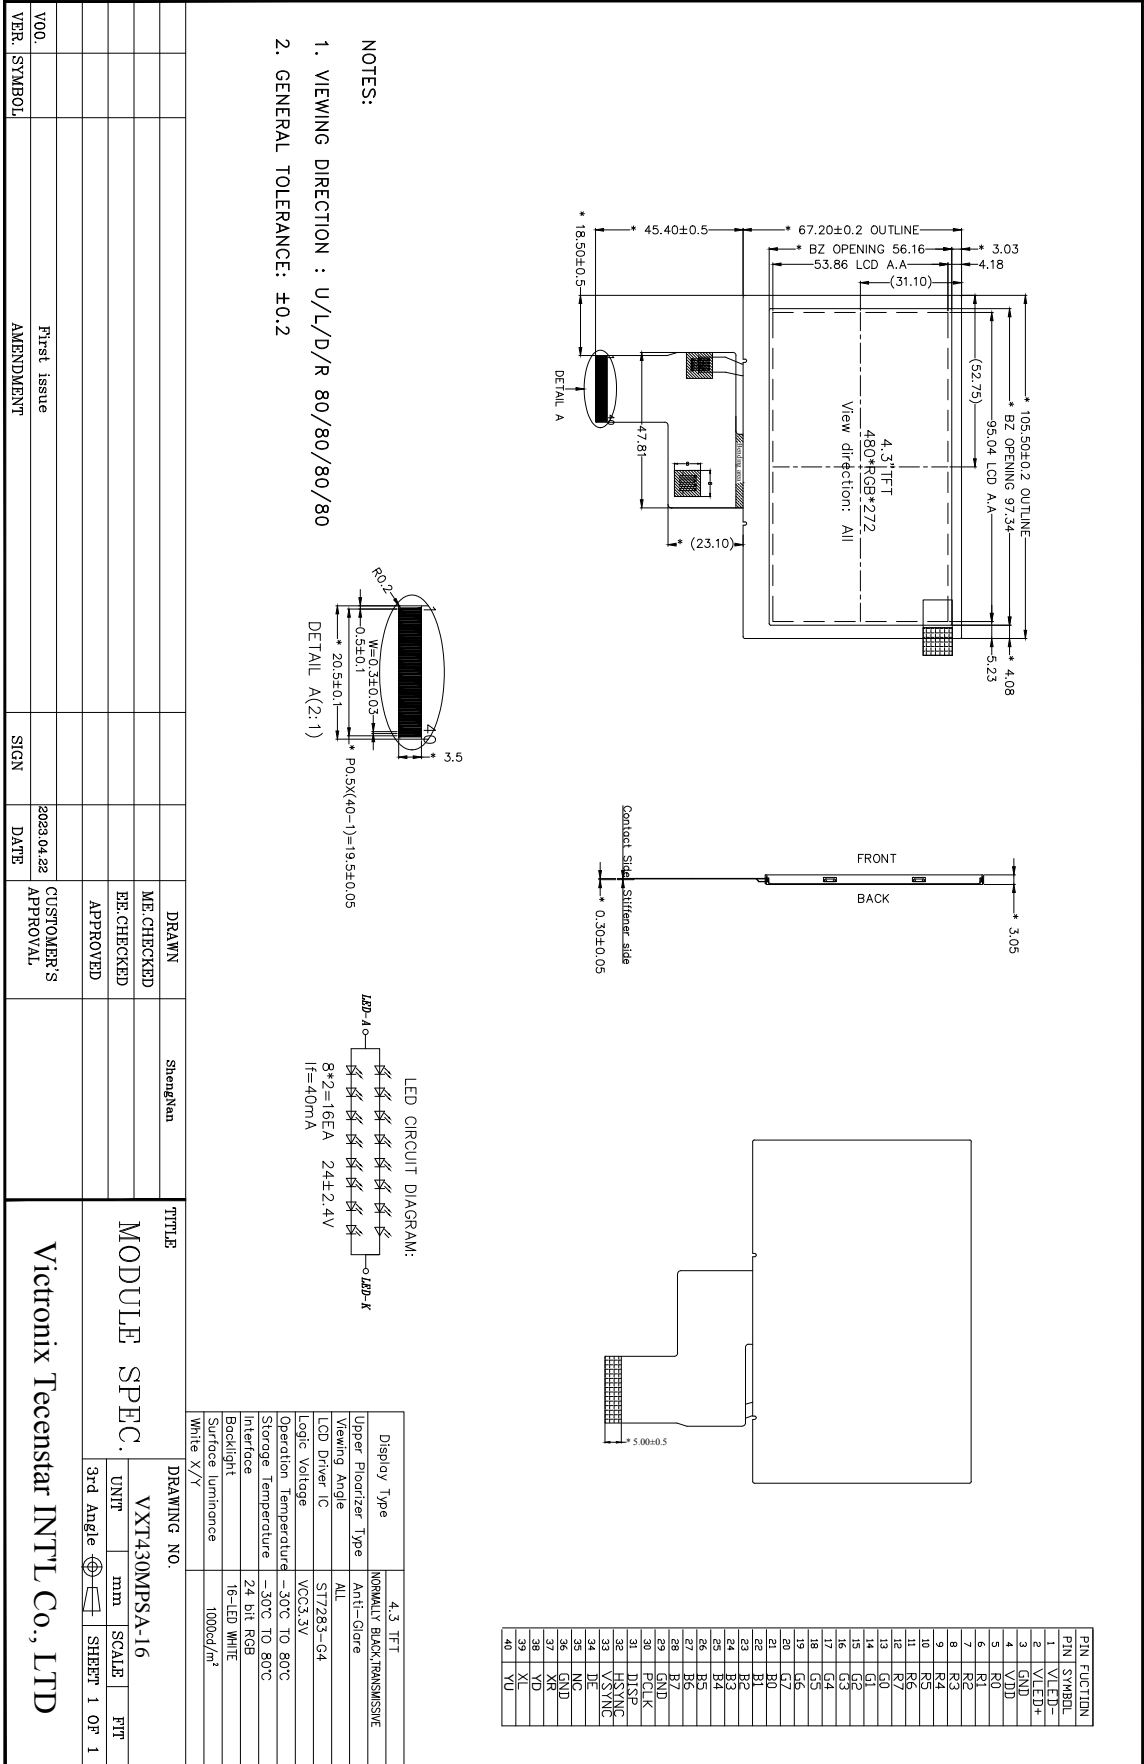 * 105.50±0.2 OUTLINE
* BZ OPENING 97.34
95.04 LCD A.A
(52.75)
* 4.08
5.23
* 67.20±0.2 OUTLINE
* BZ OPENING 56.16
53.86 LCD A.A
(31.10)
* 3.03
4.18
* 45.40±0.5
* 18.50±0.5
4.3"TFT
480*RGB*272
View direction: All
Bending area
47.81
* (23.10)
1
40
DETAIL A
FRONT
BACK
* 3.05
Contact Side
Stiffener side
* 0.30±0.05
* 5.00±0.5
PIN FUCTION
PIN SYMBOL
1 VLED-
2 VLED+
3 GND
4 VDD
5 R0
6 R1
7 R2
8 R3
9 R4
10 R5
11 R6
12 R7
13 G0
14 G1
15 G2
16 G3
17 G4
18 G5
19 G6
20 G7
21 B0
22 B1
23 B2
24 B3
25 B4
26 B5
27 B6
28 B7
29 GND
30 PCLK
31 DISP
32 HSYNC
33 VSYNC
34 DE
35 NC
36 GND
37 XR
38 YD
39 XL
40 YU
NOTES:
1. VIEWING DIRECTION : U/L/D/R 80/80/80/80
2. GENERAL TOLERANCE: ±0.2
R0.2
1
40
* 3.5
W=0.3±0.03
0.5±0.1
* P0.5X(40-1)=19.5±0.05
* 20.5±0.1
DETAIL A(2:1)
LED CIRCUIT DIAGRAM:
LED-A
LED-K
8*2=16EA 24±2.4V
If=40mA
Display Type 4.3 TFT
NORMALLY BLACK,TRANSMISSIVE
Upper Ploarizer Type Anti-Glare
Viewing Angle ALL
LCD Driver IC ST7283-G4
Logic Voltage VCC3.3V
Operation Temperature -30°C TO 80°C
Storage Temperature -30°C TO 80°C
Interface 24 bit RGB
Backlight 16-LED WHITE
Surface luminance 1000cd/m²
White X/Y
V00. First issue 2023.04.22
VER. SYMBOL AMENDMENT SIGN DATE
DRAWN ShengNan
ME.CHECKED
EE.CHECKED
APPROVED
CUSTOMER'S
APPROVAL
TITLE
MODULE SPEC.
DRAWING NO.
VXT430MPSA-16
UNIT mm SCALE FIT
3rd Angle SHEET 1 OF 1
Victronix Tecenstar INT'L Co., LTD